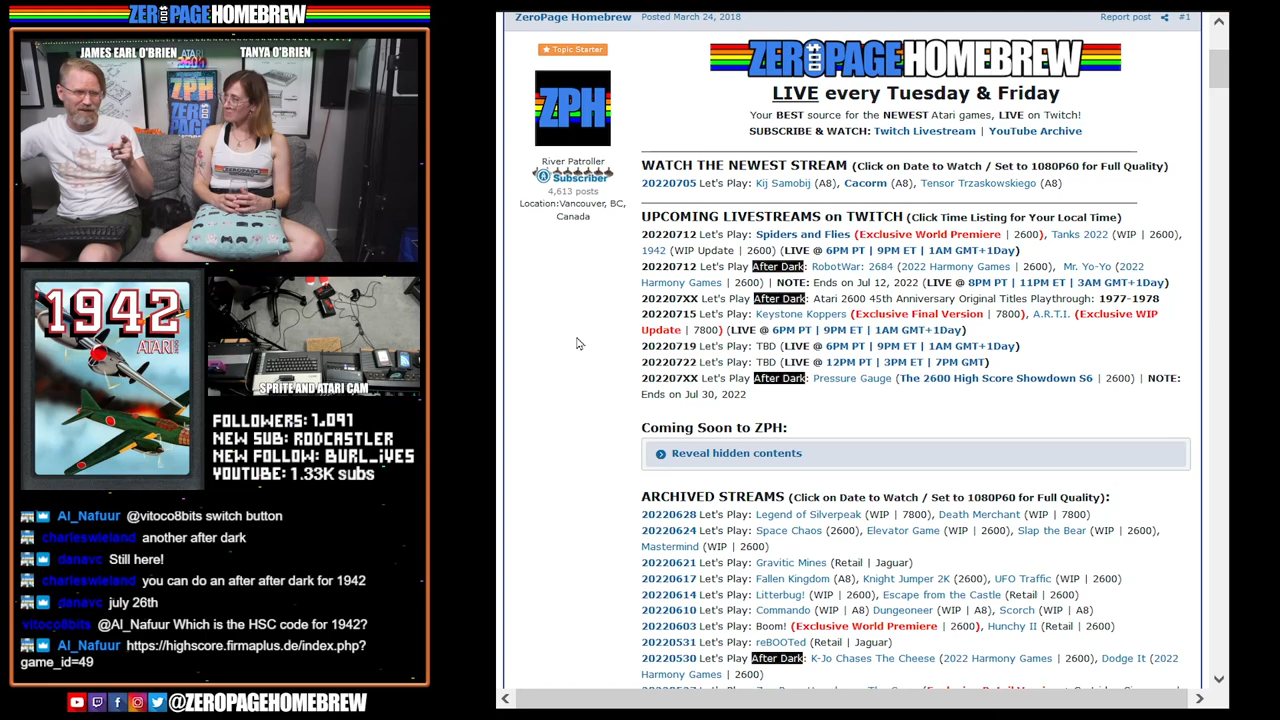 ZEROPAGE HOMEBREW
JAMES EARL O'BRIEN
TANYA O'BRIEN
ATARI
2600
ZPH
ZERO
PAGE
1942
ATARI
SPRITE AND ATARI CAM
FOLLOWERS: 1,091
NEW SUB: RODCASTLER
NEW FOLLOW: BURL_IVES
YOUTUBE: 1.33K subs
Al_Nafuur @vitoco8bits switch button
charleswieland another after dark
danavc Still here!
charleswieland you can do an after after dark for 1942
danavc july 26th
vitoco8bits @Al_Nafuur Which is the HSC code for 1942?
Al_Nafuur https://highscore.firmaplus.de/index.php?
game_id=49
@ZEROPAGEHOMEBREW
ZeroPage Homebrew Posted March 24, 2018 Report post #1
Topic Starter
ZPH
River Patroller
Subscriber
4,613 posts
Location:Vancouver, BC,
Canada
ZEROPAGEHOMEBREW
LIVE every Tuesday & Friday
Your BEST source for the NEWEST Atari games, LIVE on Twitch!
SUBSCRIBE & WATCH: Twitch Livestream | YouTube Archive
WATCH THE NEWEST STREAM (Click on Date to Watch / Set to 1080P60 for Full Quality)
20220705 Let's Play: Kij Samobij (A8), Cacorm (A8), Tensor Trzaskowskiego (A8)
UPCOMING LIVESTREAMS on TWITCH (Click Time Listing for Your Local Time)
20220712 Let's Play: Spiders and Flies (Exclusive World Premiere | 2600), Tanks 2022 (WIP | 2600),
1942 (WIP Update | 2600) (LIVE @ 6PM PT | 9PM ET | 1AM GMT+1Day)
20220712 Let's Play After Dark: RobotWar: 2684 (2022 Harmony Games | 2600), Mr. Yo-Yo (2022
Harmony Games | 2600) | NOTE: Ends on Jul 12, 2022 (LIVE @ 8PM PT | 11PM ET | 3AM GMT+1Day)
202207XX Let's Play After Dark: Atari 2600 45th Anniversary Original Titles Playthrough: 1977-1978
20220715 Let's Play: Keystone Koppers (Exclusive Final Version | 7800), A.R.T.I. (Exclusive WIP
Update | 7800) (LIVE @ 6PM PT | 9PM ET | 1AM GMT+1Day)
20220719 Let's Play: TBD (LIVE @ 6PM PT | 9PM ET | 1AM GMT+1Day)
20220722 Let's Play: TBD (LIVE @ 12PM PT | 3PM ET | 7PM GMT)
202207XX Let's Play After Dark: Pressure Gauge (The 2600 High Score Showdown S6 | 2600) | NOTE:
Ends on Jul 30, 2022
Coming Soon to ZPH:
Reveal hidden contents
ARCHIVED STREAMS (Click on Date to Watch / Set to 1080P60 for Full Quality):
20220628 Let's Play: Legend of Silverpeak (WIP | 7800), Death Merchant (WIP | 7800)
20220624 Let's Play: Space Chaos (2600), Elevator Game (WIP | 2600), Slap the Bear (WIP | 2600),
Mastermind (WIP | 2600)
20220621 Let's Play: Gravitic Mines (Retail | Jaguar)
20220617 Let's Play: Fallen Kingdom (A8), Knight Jumper 2K (2600), UFO Traffic (WIP | 2600)
20220614 Let's Play: Litterbug! (WIP | 2600), Escape from the Castle (Retail | 2600)
20220610 Let's Play: Commando (WIP | A8) Dungeoneer (WIP | A8), Scorch (WIP | A8)
20220603 Let's Play: Boom! (Exclusive World Premiere | 2600), Hunchy II (Retail | 2600)
20220531 Let's Play: reBOOTed (Retail | Jaguar)
20220530 Let's Play After Dark: K-Jo Chases The Cheese (2022 Harmony Games | 2600), Dodge It (2022
Harmony Games | 2600)